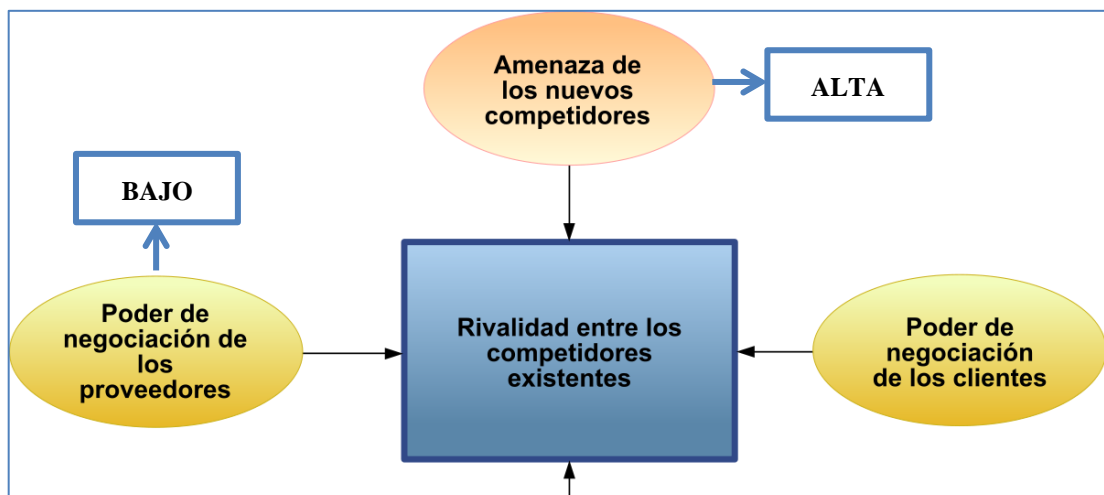 Amenaza de
los nuevos
competidores
ALTA
BAJO
Poder de
negociación de
los
proveedores
Rivalidad entre los
competidores
existentes
Poder de
negociación
de los clientes